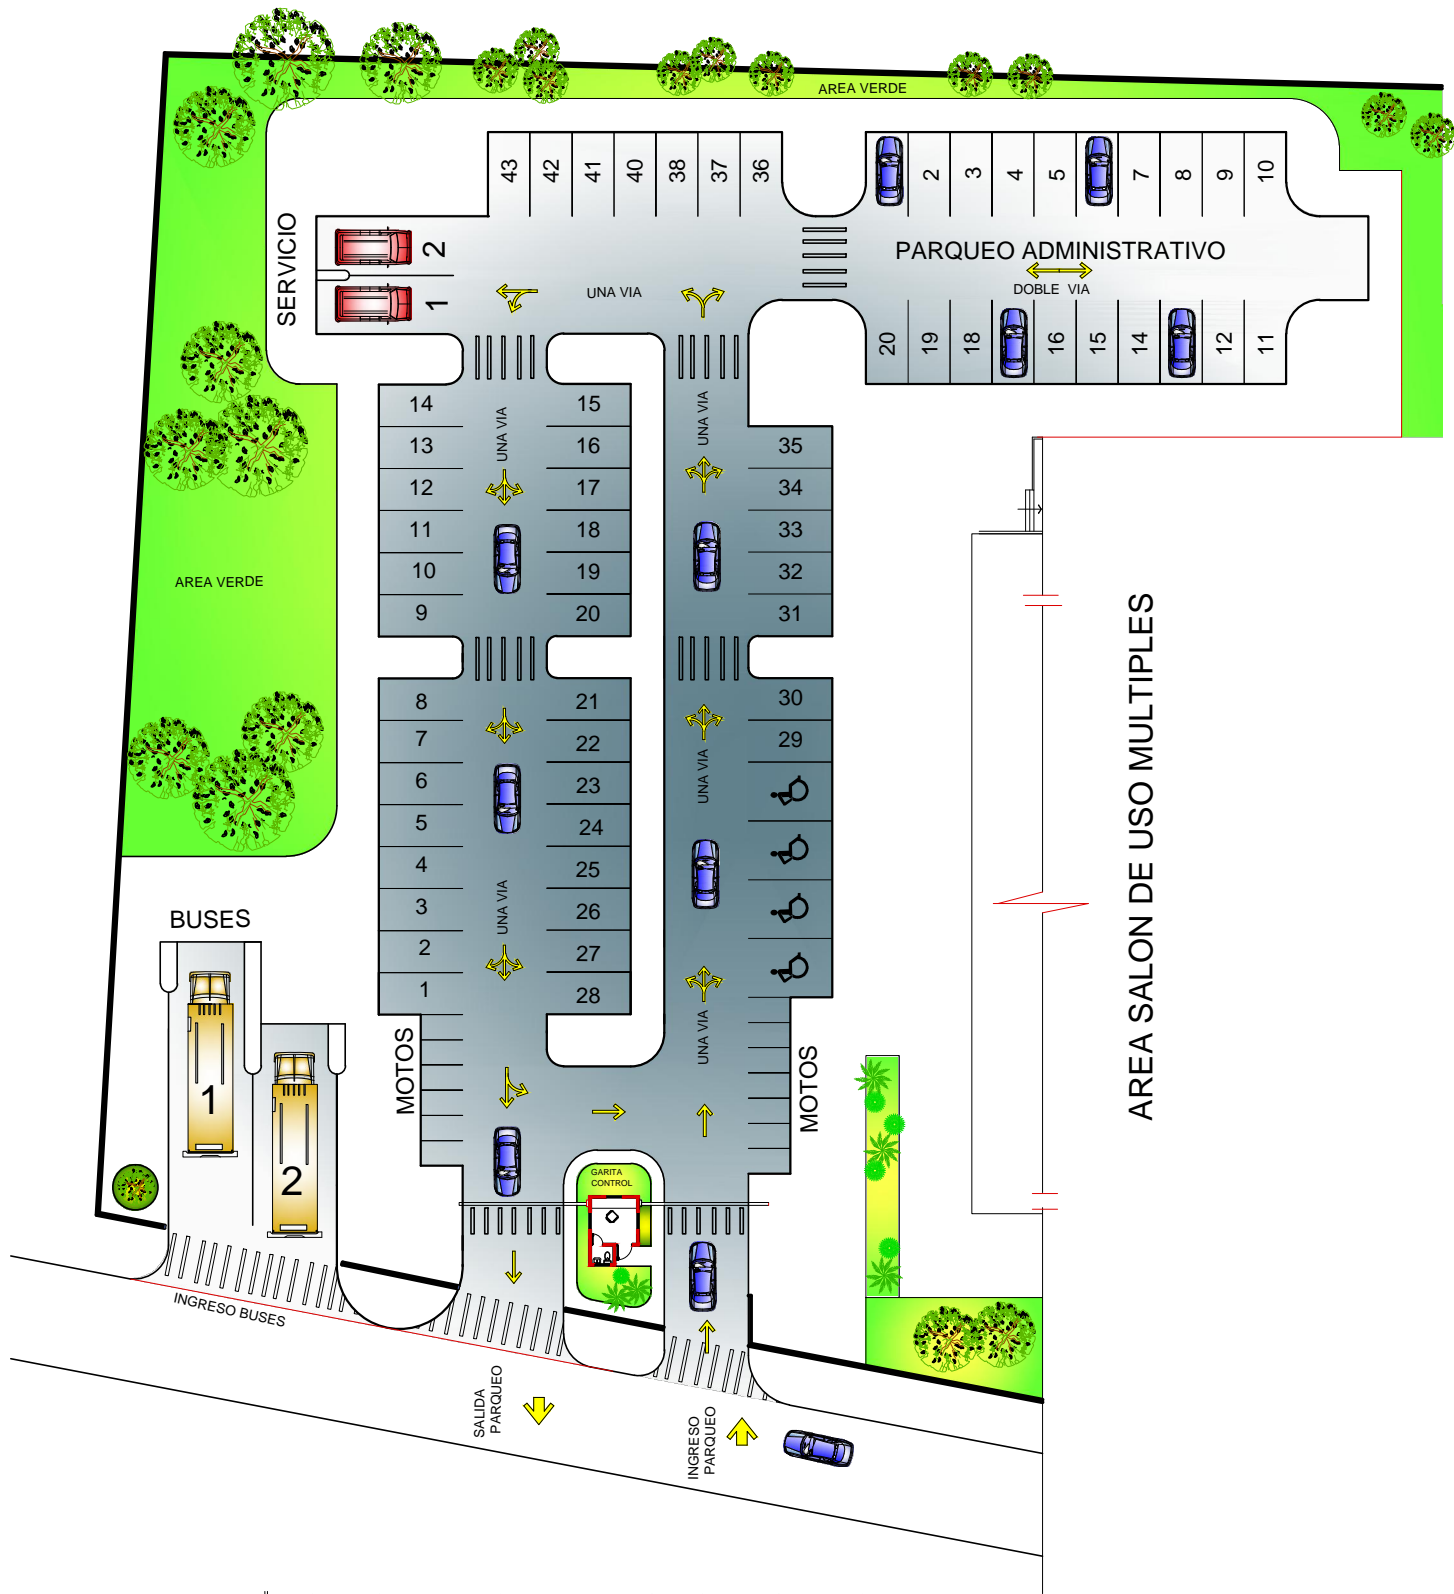 AREA VERDE
43
42
41
40
38
37
36
2
3
4
5
7
8
9
10
SERVICIO
2
1
UNA VIA
PARQUEO ADMINISTRATIVO
DOBLE VIA
20
19
18
16
15
14
12
11
14
13
12
11
10
9
UNA VIA
15
16
17
18
19
20
UNA VIA
35
34
33
32
31
AREA VERDE
8
7
6
5
4
3
2
1
UNA VIA
21
22
23
24
25
26
27
28
UNA VIA
30
29
UNA VIA
AREA SALON DE USO MULTIPLES
BUSES
1
2
MOTOS
MOTOS
GARITA
CONTROL
INGRESO BUSES
SALIDA
PARQUEO
INGRESO
PARQUEO